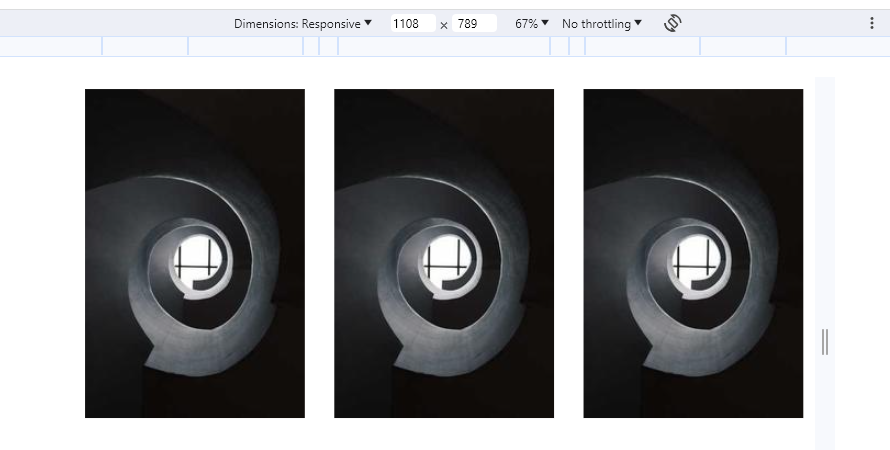 Dimensions: Responsive 1108 × 789 67% No throttling